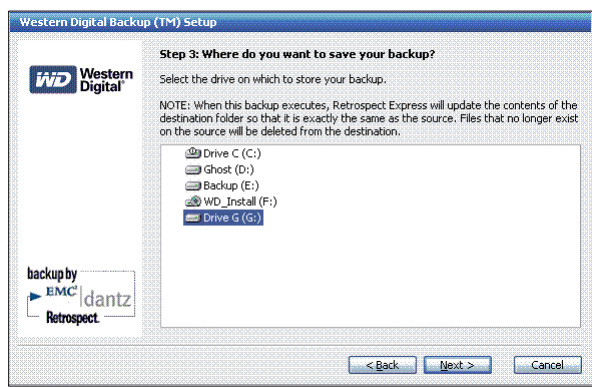 Western Digital Backup (TM) Setup
WD Western
Digital®
Step 3: Where do you want to save your backup?
Select the drive on which to store your backup.
NOTE: When this backup executes, Retrospect Express will update the contents of the
destination folder so that it is exactly the same as the source. Files that no longer exist
on the source will be deleted from the destination.
Drive C (C:)
Ghost (D:)
Backup (E:)
WD_Install (F:)
Drive G (G:)
backup by
EMC² dantz
Retrospect.
< Back
Next >
Cancel